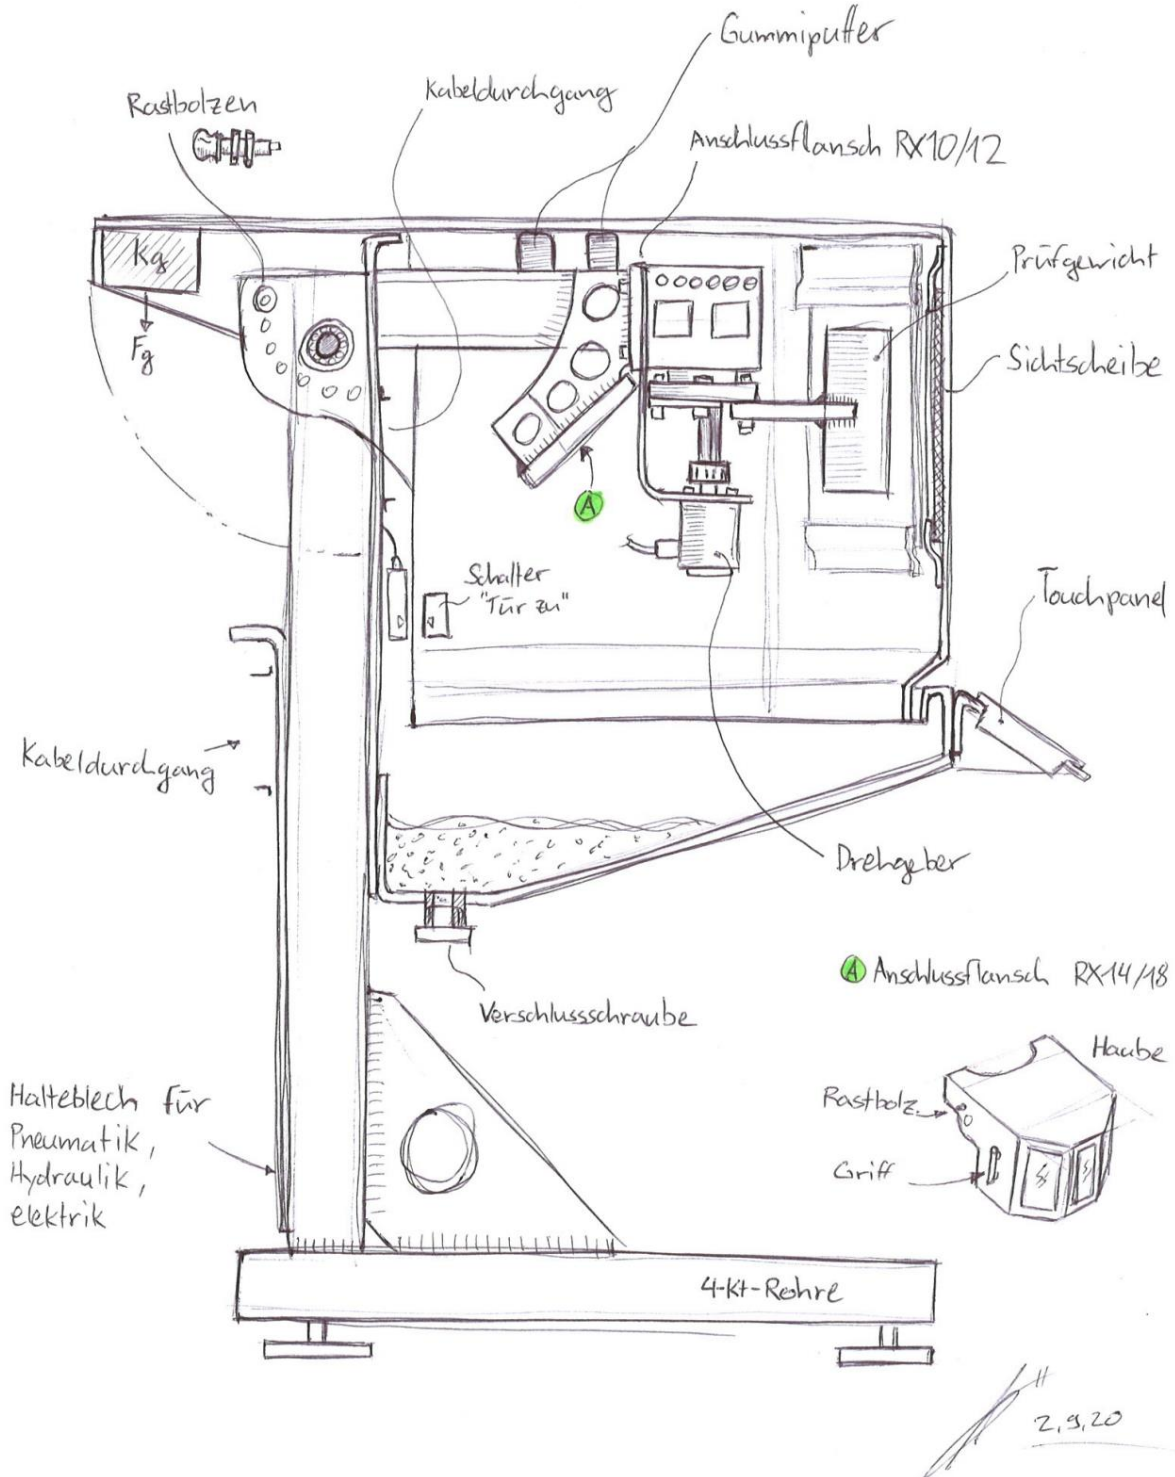 Gummipuffer
Kabeldurchgang
Rastbolzen
Anschlussflansch RX10/12
Kg
Fg
Prüfgewicht
Sichtscheibe
A
Schalter
"Tür zu"
Touchpanel
Kabeldurchgang
Drehgeber
A Anschlussflansch RX14/18
Verschlussschraube
Haube
Rastbolz.
Griff
Halteblech für
Pneumatik,
Hydraulik,
elektrik
4-Kt-Rohre
2.9.20